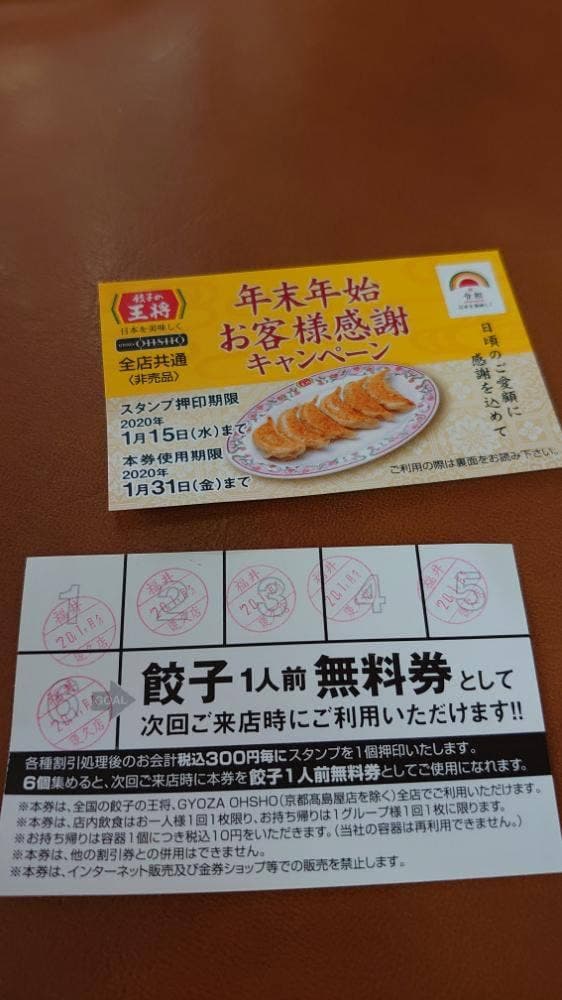 餃子の
王将
日本を美味しく
GYOZA OHSHO
全店共通
〈非売品〉
年末年始
お客様感謝
キャンペーン
令和
日頃のご愛顧に
感謝を込めて
スタンプ押印期限
2020年
1月15日(水)まで
本券使用期限
2020年
1月31日(金)まで
ご利用の際は裏面をお読み下さい。
1 2 3 4 5
福井
GOAL
餃子1人前無料券として
次回ご来店時にご利用いただけます!!
各種割引処理後のお会計税込300円毎にスタンプを1個押印いたします。
6個集めると、次回ご来店時に本券を餃子1人前無料券としてご使用になれます。
※本券は、全国の餃子の王将、GYOZA OHSHO(京都髙島屋店を除く)全店でご利用いただけます。
※本券は、店内飲食はお一人様1回1枚限り、お持ち帰りは1グループ様1回1枚に限ります。
※お持ち帰りは容器1個につき税込10円をいただきます。(当社の容器は再利用できません。)
※本券は、他の割引券との併用はできません。
※本券は、インターネット販売及び金券ショップ等での販売を禁止します。